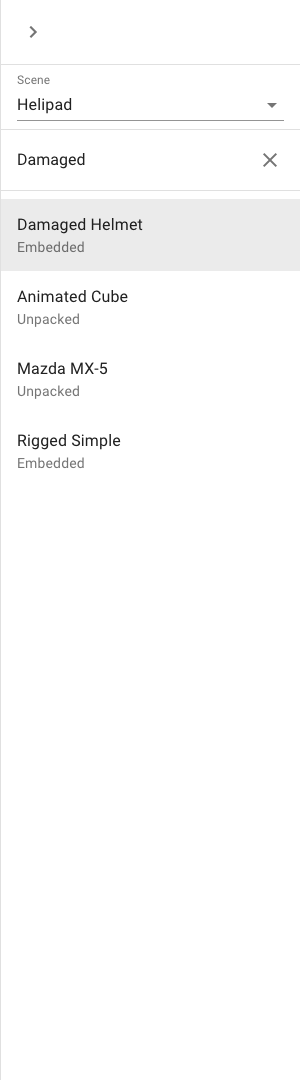 Scene
Helipad
Damaged
Damaged Helmet
Embedded
Animated Cube
Unpacked
Mazda MX-5
Unpacked
Rigged Simple
Embedded